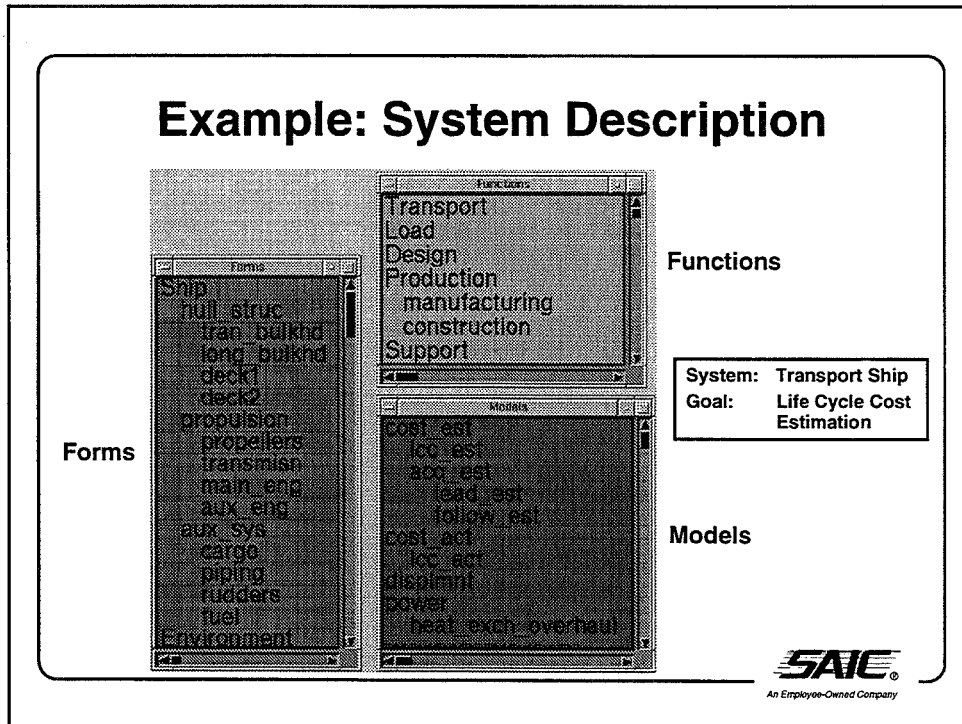 Example: System Description
Functions
Transport
Load
Design
Production
manufacturing
construction
Support
Functions
Forms
Ship
hull_struc
tran_bulkhd
long_bulkhd
deck1
deck2
propulsion
propellers
transmisn
main_eng
aux_eng
aux_sys
cargo
piping
rudders
fuel
Environment
Forms
Models
cost_est
lcc_est
acq_est
lead_est
follow_est
cost_act
lcc_act
displmnt
power
heat_exch_overhaul
Models
System: Transport Ship
Goal: Life Cycle Cost
Estimation
SAIC®
An Employee-Owned Company